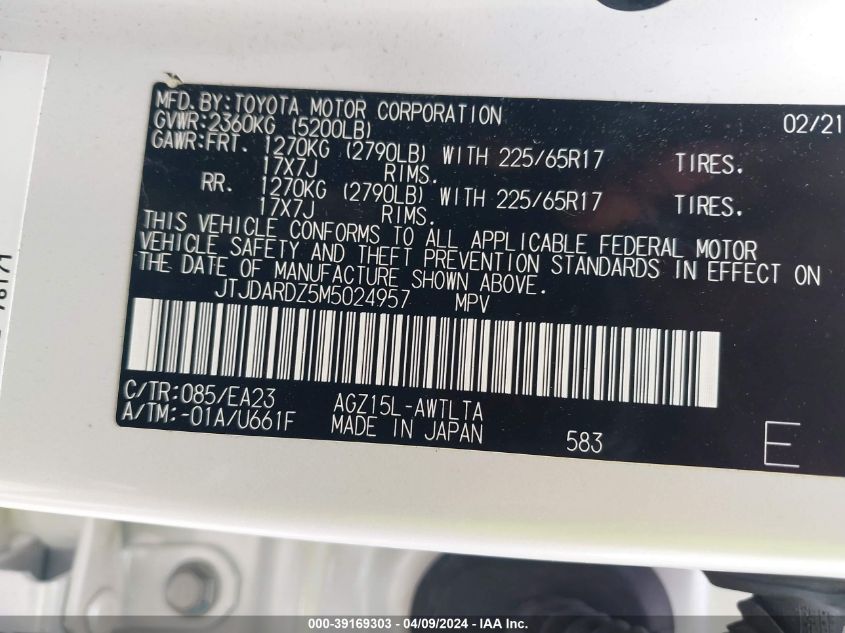 MFD. BY: TOYOTA MOTOR CORPORATION 02/21
GVWR: 2360KG (5200LB)
GAWR: FRT. 1270KG (2790LB) WITH 225/65R17 TIRES.
17X7J RIMS.
RR. 1270KG (2790LB) WITH 225/65R17 TIRES.
17X7J RIMS.
THIS VEHICLE CONFORMS TO ALL APPLICABLE FEDERAL MOTOR
VEHICLE SAFETY AND THEFT PREVENTION STANDARDS IN EFFECT ON
THE DATE OF MANUFACTURE SHOWN ABOVE.
JTJDARDZ5M5024957 MPV
C/TR: 085/EA23 AGZ15L-AWTLTA
A/TM: -01A/U661F MADE IN JAPAN 583 E
000-39169303 - 04/09/2024 - IAA Inc.